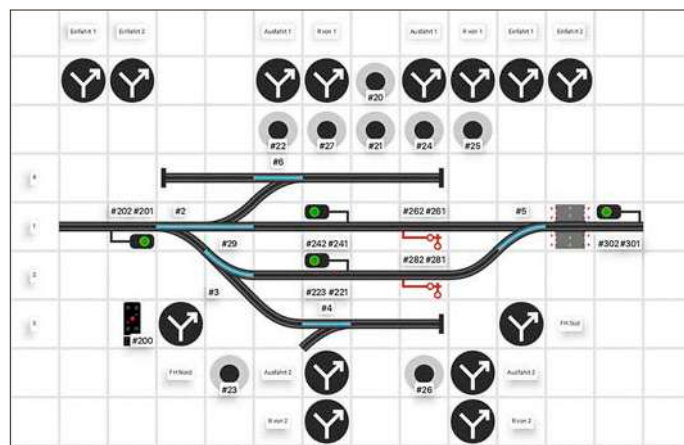 Einfahrt 1
Einfahrt 2
Ausfahrt 1
R von 1
Ausfahrt 1
R von 1
Einfahrt 1
Einfahrt 2
#20
#22
#27
#21
#24
#25
#6
#202 #201
#2
#262 #261
#5
1
#29
#242 #241
#302 #301
#282 #281
2
#3
#223 #221
#4
#200
FH Süd
FH Nord
#23
Ausfahrt 2
#26
Ausfahrt 2
R von 2
R von 2